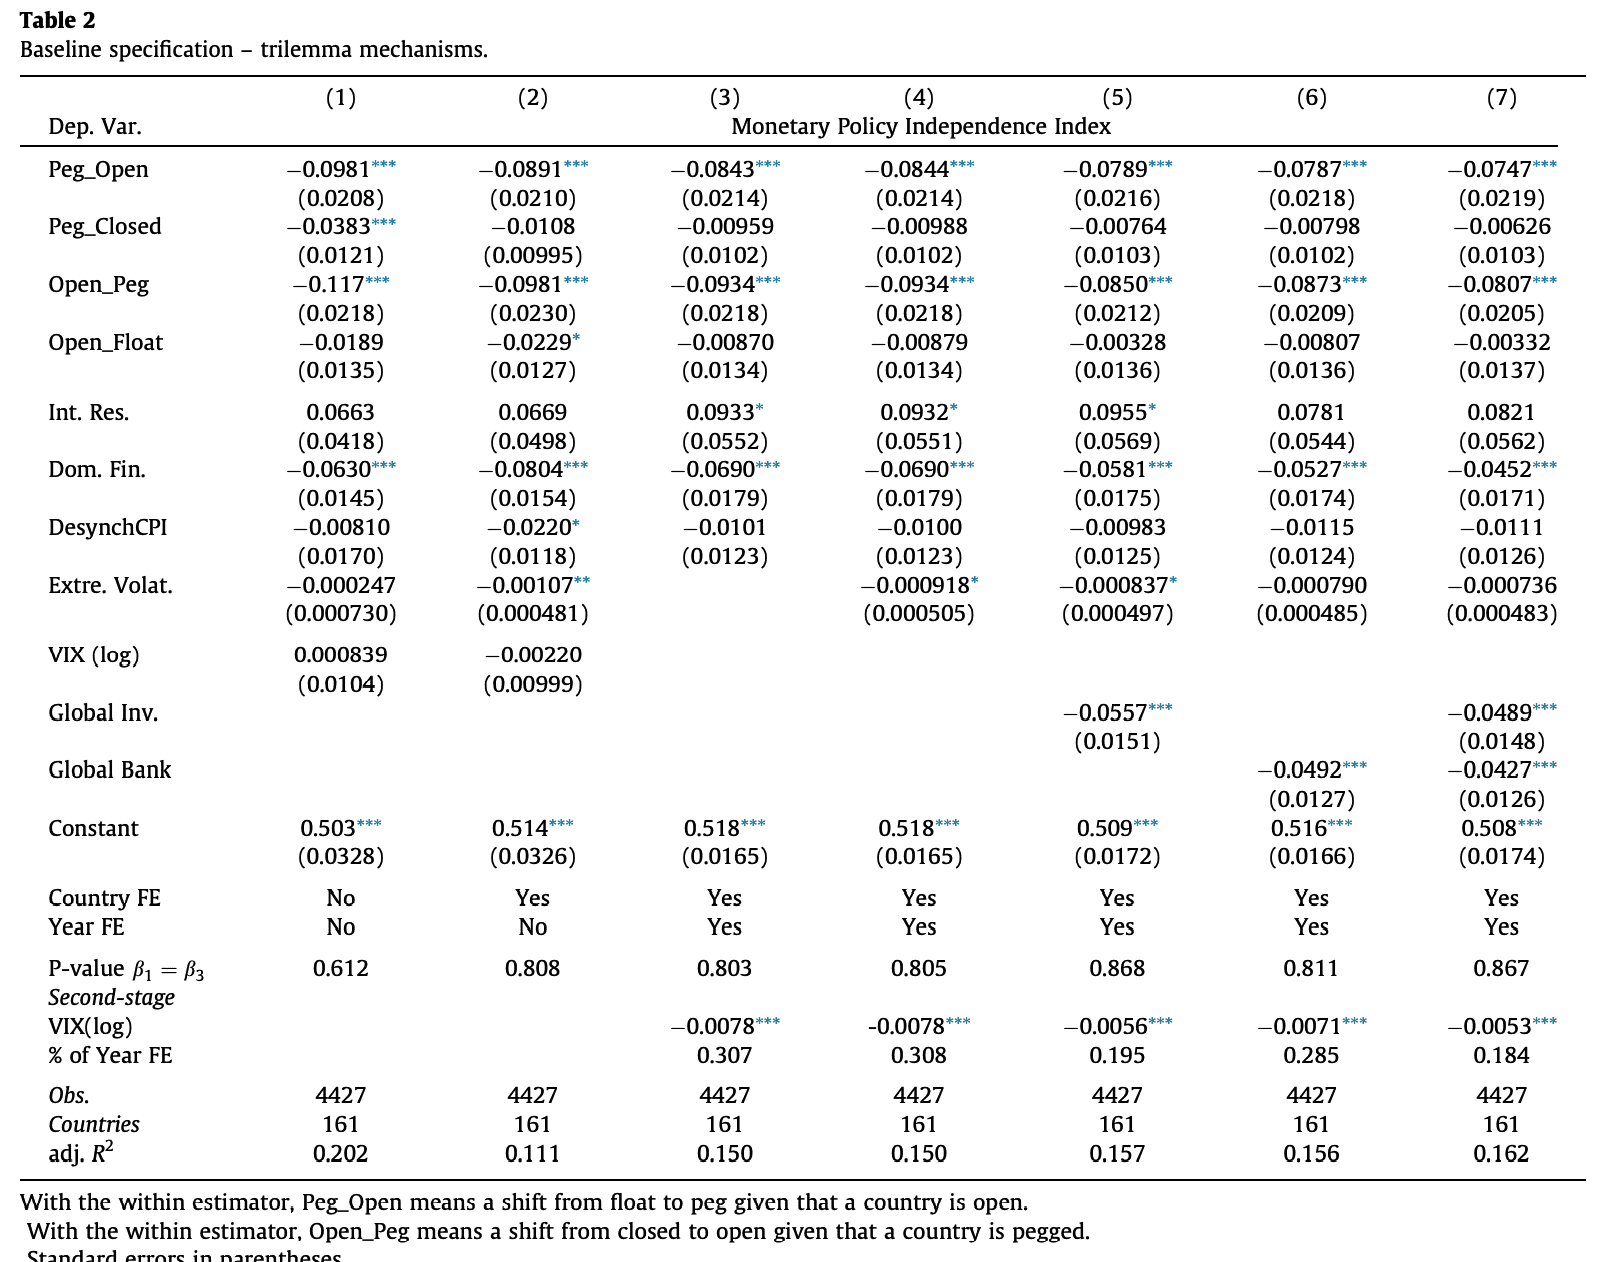 Table 2
Baseline specification – trilemma mechanisms.
(1) (2) (3) (4) (5) (6) (7)
Dep. Var. Monetary Policy Independence Index
Peg_Open −0.0981*** −0.0891*** −0.0843*** −0.0844*** −0.0789*** −0.0787*** −0.0747***
(0.0208) (0.0210) (0.0214) (0.0214) (0.0216) (0.0218) (0.0219)
Peg_Closed −0.0383*** −0.0108 −0.00959 −0.00988 −0.00764 −0.00798 −0.00626
(0.0121) (0.00995) (0.0102) (0.0102) (0.0103) (0.0102) (0.0103)
Open_Peg −0.117*** −0.0981*** −0.0934*** −0.0934*** −0.0850*** −0.0873*** −0.0807***
(0.0218) (0.0230) (0.0218) (0.0218) (0.0212) (0.0209) (0.0205)
Open_Float −0.0189 −0.0229* −0.00870 −0.00879 −0.00328 −0.00807 −0.00332
(0.0135) (0.0127) (0.0134) (0.0134) (0.0136) (0.0136) (0.0137)
Int. Res. 0.0663 0.0669 0.0933* 0.0932* 0.0955* 0.0781 0.0821
(0.0418) (0.0498) (0.0552) (0.0551) (0.0569) (0.0544) (0.0562)
Dom. Fin. −0.0630*** −0.0804*** −0.0690*** −0.0690*** −0.0581*** −0.0527*** −0.0452***
(0.0145) (0.0154) (0.0179) (0.0179) (0.0175) (0.0174) (0.0171)
DesynchCPI −0.00810 −0.0220* −0.0101 −0.0100 −0.00983 −0.0115 −0.0111
(0.0170) (0.0118) (0.0123) (0.0123) (0.0125) (0.0124) (0.0126)
Extre. Volat. −0.000247 −0.00107** −0.000918* −0.000837* −0.000790 −0.000736
(0.000730) (0.000481) (0.000505) (0.000497) (0.000485) (0.000483)
VIX (log) 0.000839 −0.00220
(0.0104) (0.00999)
Global Inv. −0.0557*** −0.0489***
(0.0151) (0.0148)
Global Bank −0.0492*** −0.0427***
(0.0127) (0.0126)
Constant 0.503*** 0.514*** 0.518*** 0.518*** 0.509*** 0.516*** 0.508***
(0.0328) (0.0326) (0.0165) (0.0165) (0.0172) (0.0166) (0.0174)
Country FE No Yes Yes Yes Yes Yes Yes
Year FE No No Yes Yes Yes Yes Yes
P-value β₁ = β₃ 0.612 0.808 0.803 0.805 0.868 0.811 0.867
Second-stage
VIX(log) −0.0078*** -0.0078*** −0.0056*** −0.0071*** −0.0053***
% of Year FE 0.307 0.308 0.195 0.285 0.184
Obs. 4427 4427 4427 4427 4427 4427 4427
Countries 161 161 161 161 161 161 161
adj. R² 0.202 0.111 0.150 0.150 0.157 0.156 0.162
With the within estimator, Peg_Open means a shift from float to peg given that a country is open.
With the within estimator, Open_Peg means a shift from closed to open given that a country is pegged.
Standard errors in parentheses